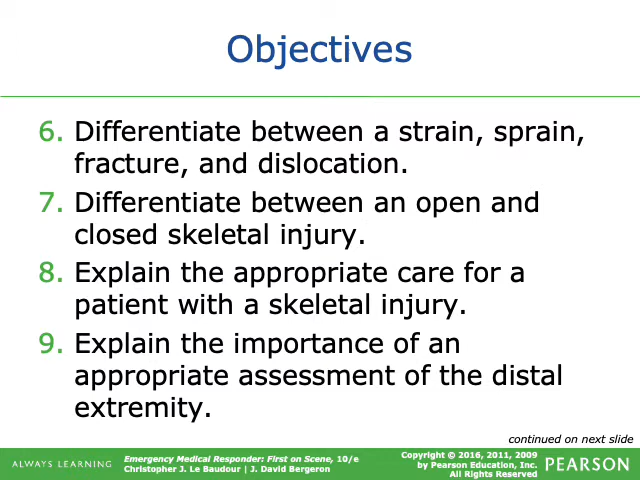 Objectives
6. Differentiate between a strain, sprain,
fracture, and dislocation.
7. Differentiate between an open and
closed skeletal injury.
8. Explain the appropriate care for a
patient with a skeletal injury.
9. Explain the importance of an
appropriate assessment of the distal
extremity.
continued on next slide
ALWAYS LEARNING
Emergency Medical Responder: First on Scene, 10/e
Christopher J. Le Baudour | J. David Bergeron
Copyright © 2016, 2011, 2009
by Pearson Education, Inc.
All Rights Reserved
PEARSON